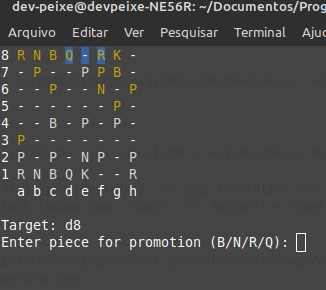 dev-peixe@devpeixe-NE56R: ~/Documentos/Prog
Arquivo Editar Ver Pesquisar Terminal Aju
8 R N B Q - R K -
7 - P - - P P B -
6 - - P - - N - P
5 - - - - - - P -
4 - - B - P - P -
3 P - - - - - - -
2 P - P - N P - P
1 R N B Q K - - R
a b c d e f g h
Target: d8
Enter piece for promotion (B/N/R/Q):